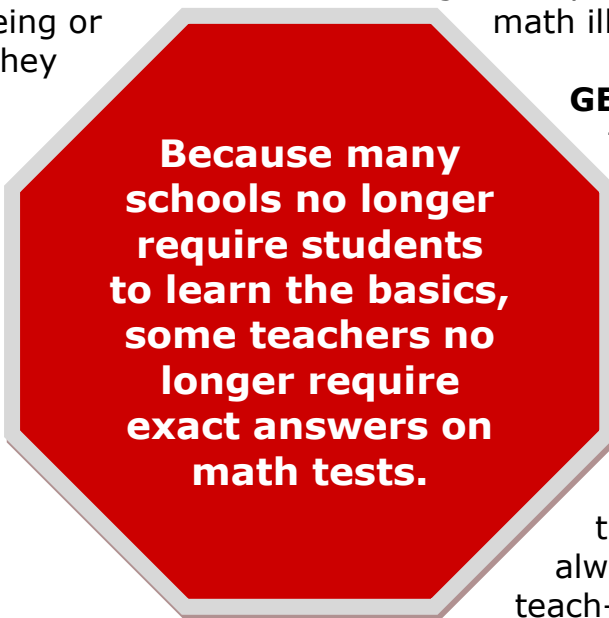 eing or
math ill
hey
GE
Because many
schools no longer
require students
to learn the basics,
some teachers no
longer require
exact answers on
math tests.
t
alw
teach-